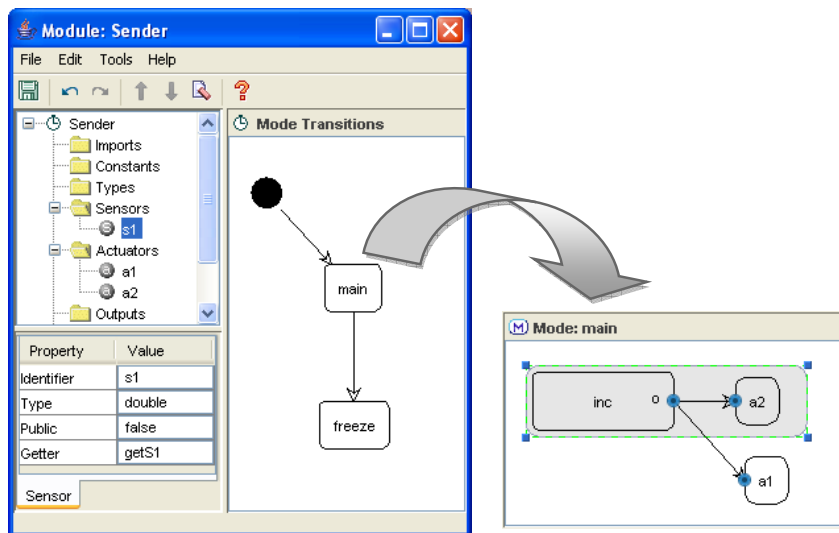 Module: Sender
File Edit Tools Help
Sender
Imports
Constants
Types
Sensors
s s1
Actuators
a a1
a a2
Outputs
Property Value
Identifier s1
Type double
Public false
Getter getS1
Sensor
Mode Transitions
main
freeze
M Mode: main
inc o a2
a1